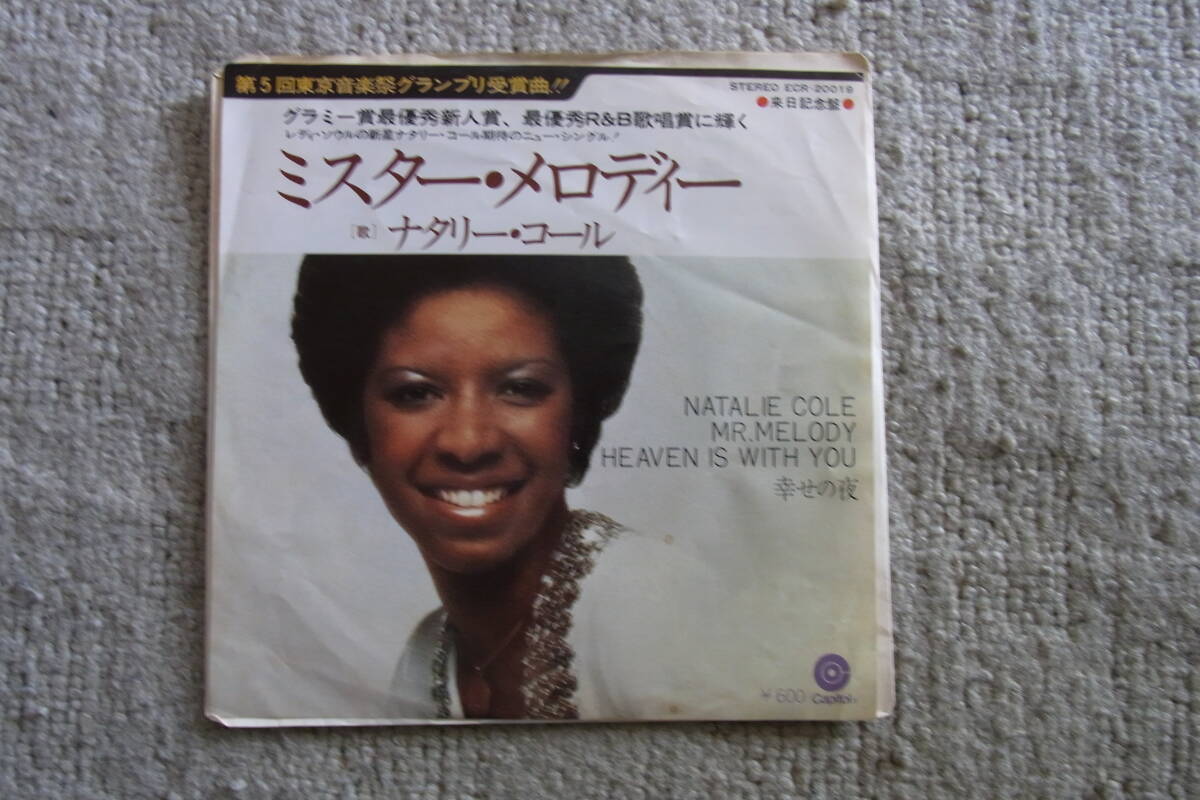 第5回東京音楽祭グランプリ受賞曲!!
STEREO ECR-20019
●来日記念盤●
グラミー賞最優秀新人賞、最優秀R&B歌唱賞に輝く
レディ・ソウルの新星ナタリー・コール期待のニュー・シングル!
ミスター・メロディー
[歌] ナタリー・コール
NATALIE COLE
MR.MELODY
HEAVEN IS WITH YOU
幸せの夜
¥600 Capitol